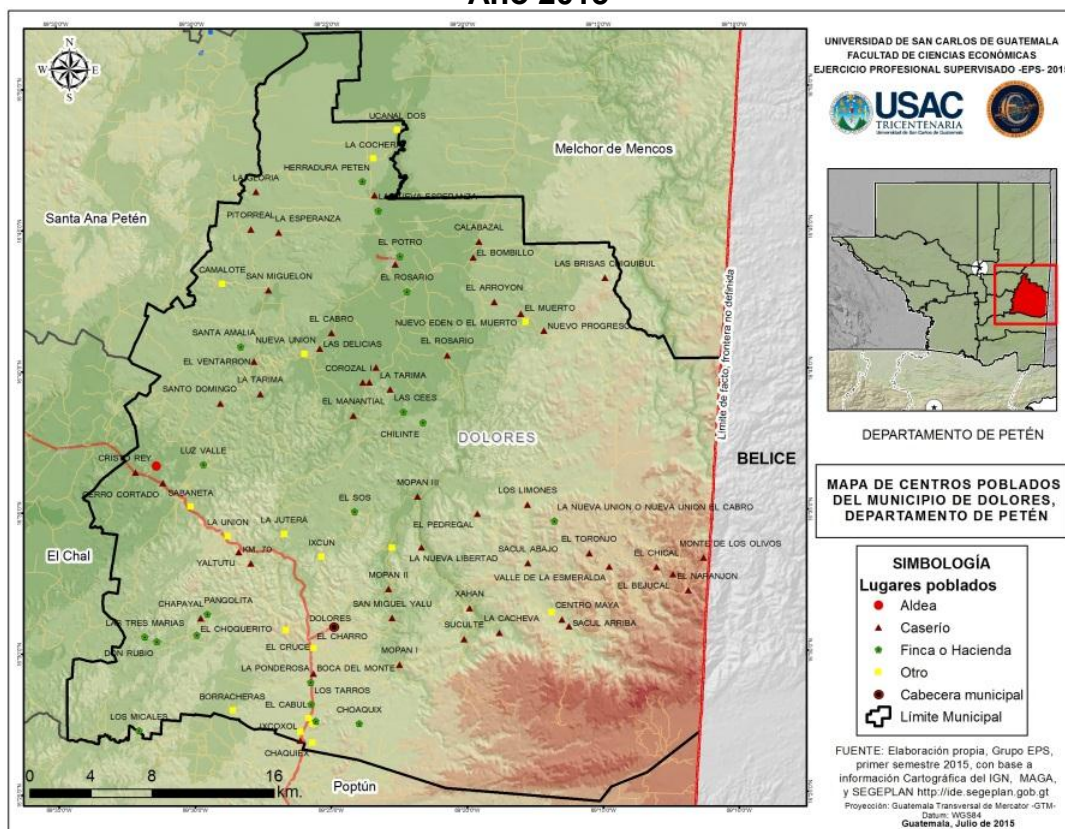 Año 2015
N
W E
S
UNIVERSIDAD DE SAN CARLOS DE GUATEMALA
FACULTAD DE CIENCIAS ECONÓMICAS
EJERCICIO PROFESIONAL SUPERVISADO -EPS- 2015
USAC
TRICENTENARIA
Universidad de San Carlos de Guatemala
UCANAL DOS
LA COCHERA
Melchor de Mencos
HERRADURA PETEN
LA GLORIA
LA NUEVA ESPERANZA
Santa Ana Petén
PITORREAL
LA ESPERANZA
CALABAZAL
EL POTRO
EL BOMBILLO
LAS BRISAS CHIQUIBUL
CAMALOTE
SAN MIGUELON
EL ROSARIO
EL ARROYON
EL MUERTO
EL CABRO
NUEVO EDEN O EL MUERTO
NUEVO PROGRESO
SANTA AMALIA
NUEVA UNION
LAS DELICIAS
EL ROSARIO
EL VENTARRON
COROZAL I
LA TARIMA
LA TARIMA
SANTO DOMINGO
EL MANANTIAL
LAS CEES
CHILINTE
DOLORES
Límite de facto, frontera no definida
BELICE
CRISTO REY
LUZ VALLE
CERRO CORTADO
SABANETA
MOPAN III
LOS LIMONES
EL SOS
LA NUEVA UNION O NUEVA UNION EL CABRO
LA UNION
LA JUTERA
EL PEDREGAL
El Chal
KM. 70
IXCUN
LA NUEVA LIBERTAD
SACUL ABAJO
EL TORONJO
MONTE DE LOS OLIVOS
EL CHICAL
YALTUTU
MOPAN II
VALLE DE LA ESMERALDA
EL NARANJON
EL BEJUCAL
CHAPAYAL
PANGOLITA
SAN MIGUEL YALU
XAHAN
CENTRO MAYA
LAS TRES MARIAS
EL CHOQUERITO
DOLORES
LA CACHEVA
SACUL ARRIBA
EL CHARRO
SUCULTE
DON RUBIO
EL CRUCE
MOPAN I
LA PONDEROSA
BOCA DEL MONTE
LOS TARROS
BORRACHERAS
EL CABUL
LOS MICALES
CHOAQUIX
IXCOXOL
CHAQUIEX
Poptún
0 4 8 16
km.
DEPARTAMENTO DE PETÉN
MAPA DE CENTROS POBLADOS
DEL MUNICIPIO DE DOLORES,
DEPARTAMENTO DE PETÉN
SIMBOLOGÍA
Lugares poblados
Aldea
Caserío
Finca o Hacienda
Otro
Cabecera municipal
Límite Municipal
FUENTE: Elaboración propia, Grupo EPS,
primer semestre 2015, con base a
información Cartográfica del IGN, MAGA,
y SEGEPLAN http://ide.segeplan.gob.gt
Proyección: Guatemala Transversal de Mercator -GTM-
Datum: WGS84
Guatemala, Julio de 2015